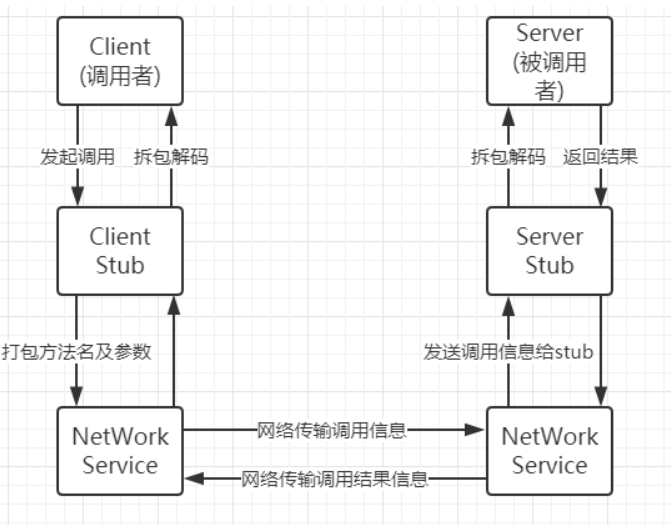 Client
(调用者)
Server
(被调用
者)
发起调用
拆包解码
拆包解码
返回结果
Client
Stub
Server
Stub
打包方法名及参数
发送调用信息给stub
NetWork
Service
网络传输调用信息
网络传输调用结果信息
NetWork
Service